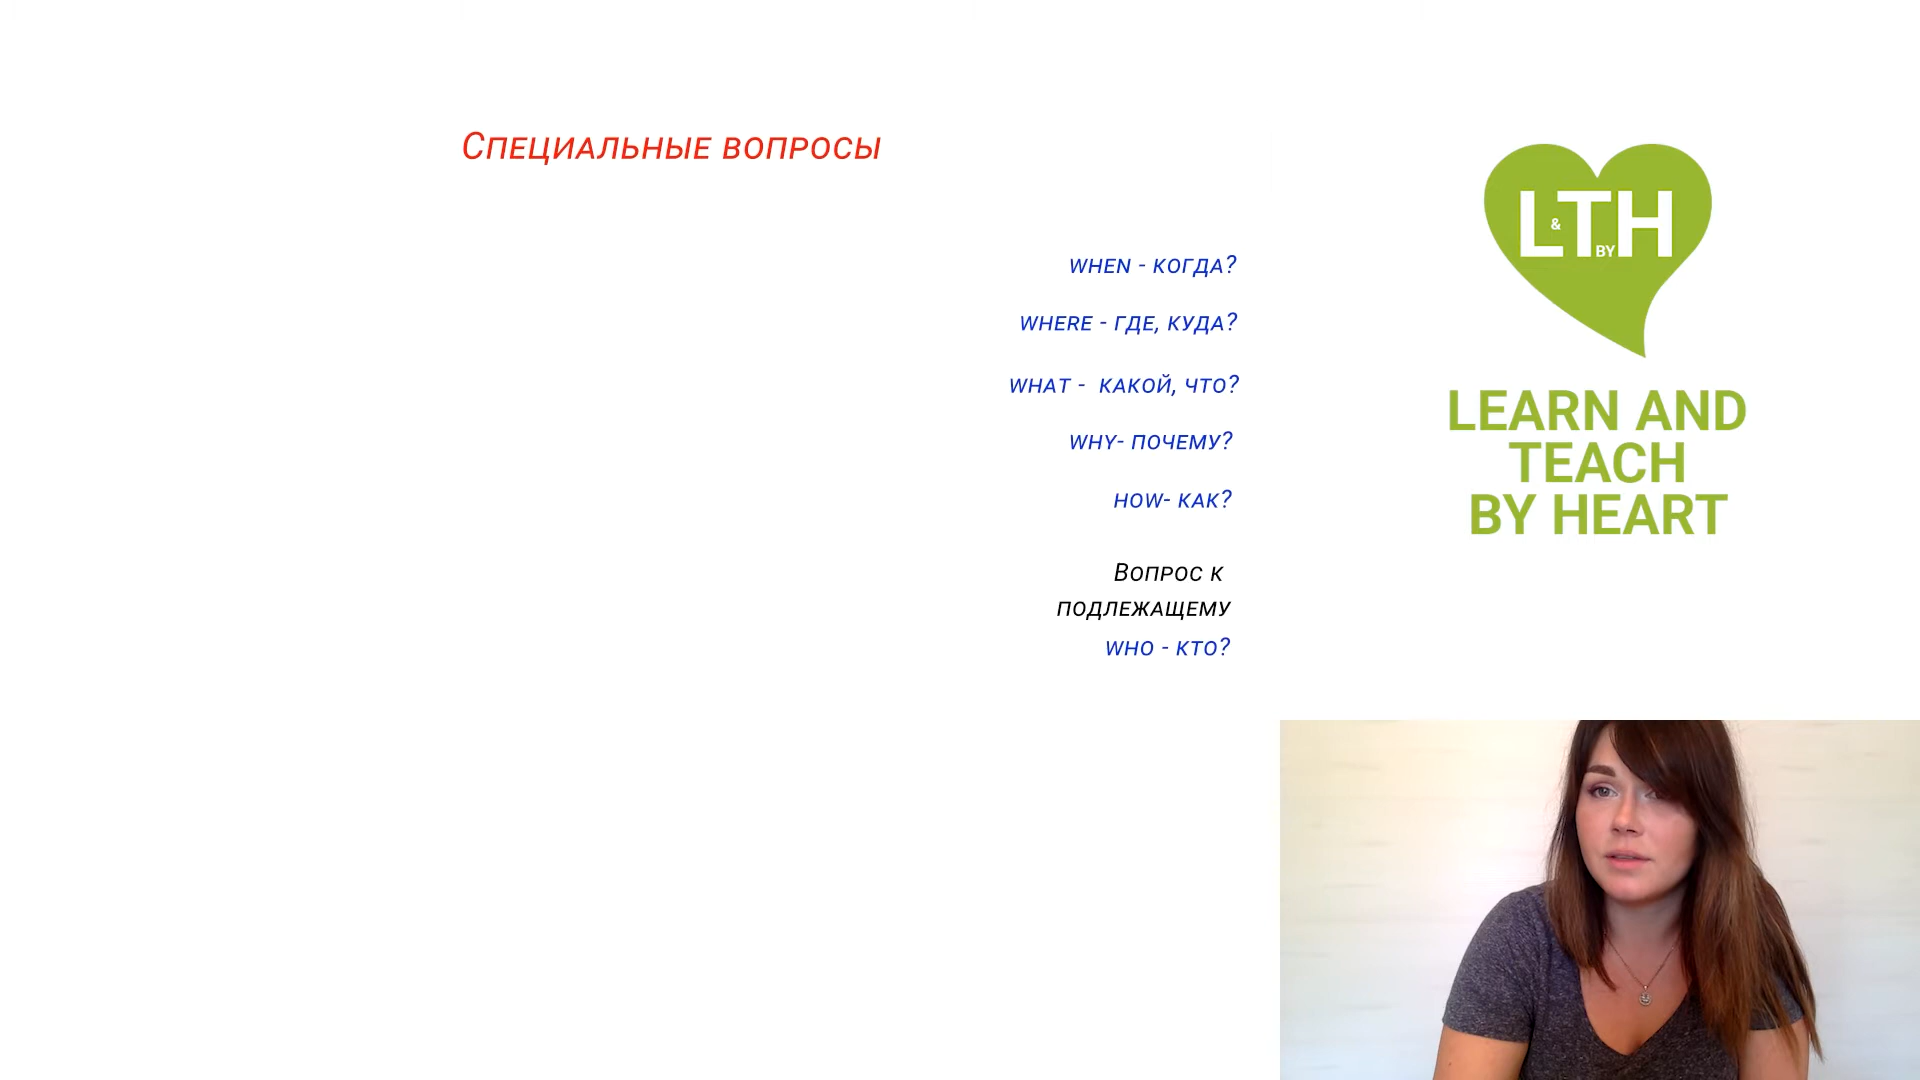 Специальные вопросы
when - когда?
where - где, куда?
what - какой, что?
why- почему?
how- как?
Вопрос к
подлежащему
who - кто?
L&TBYH
LEARN AND
TEACH
BY HEART